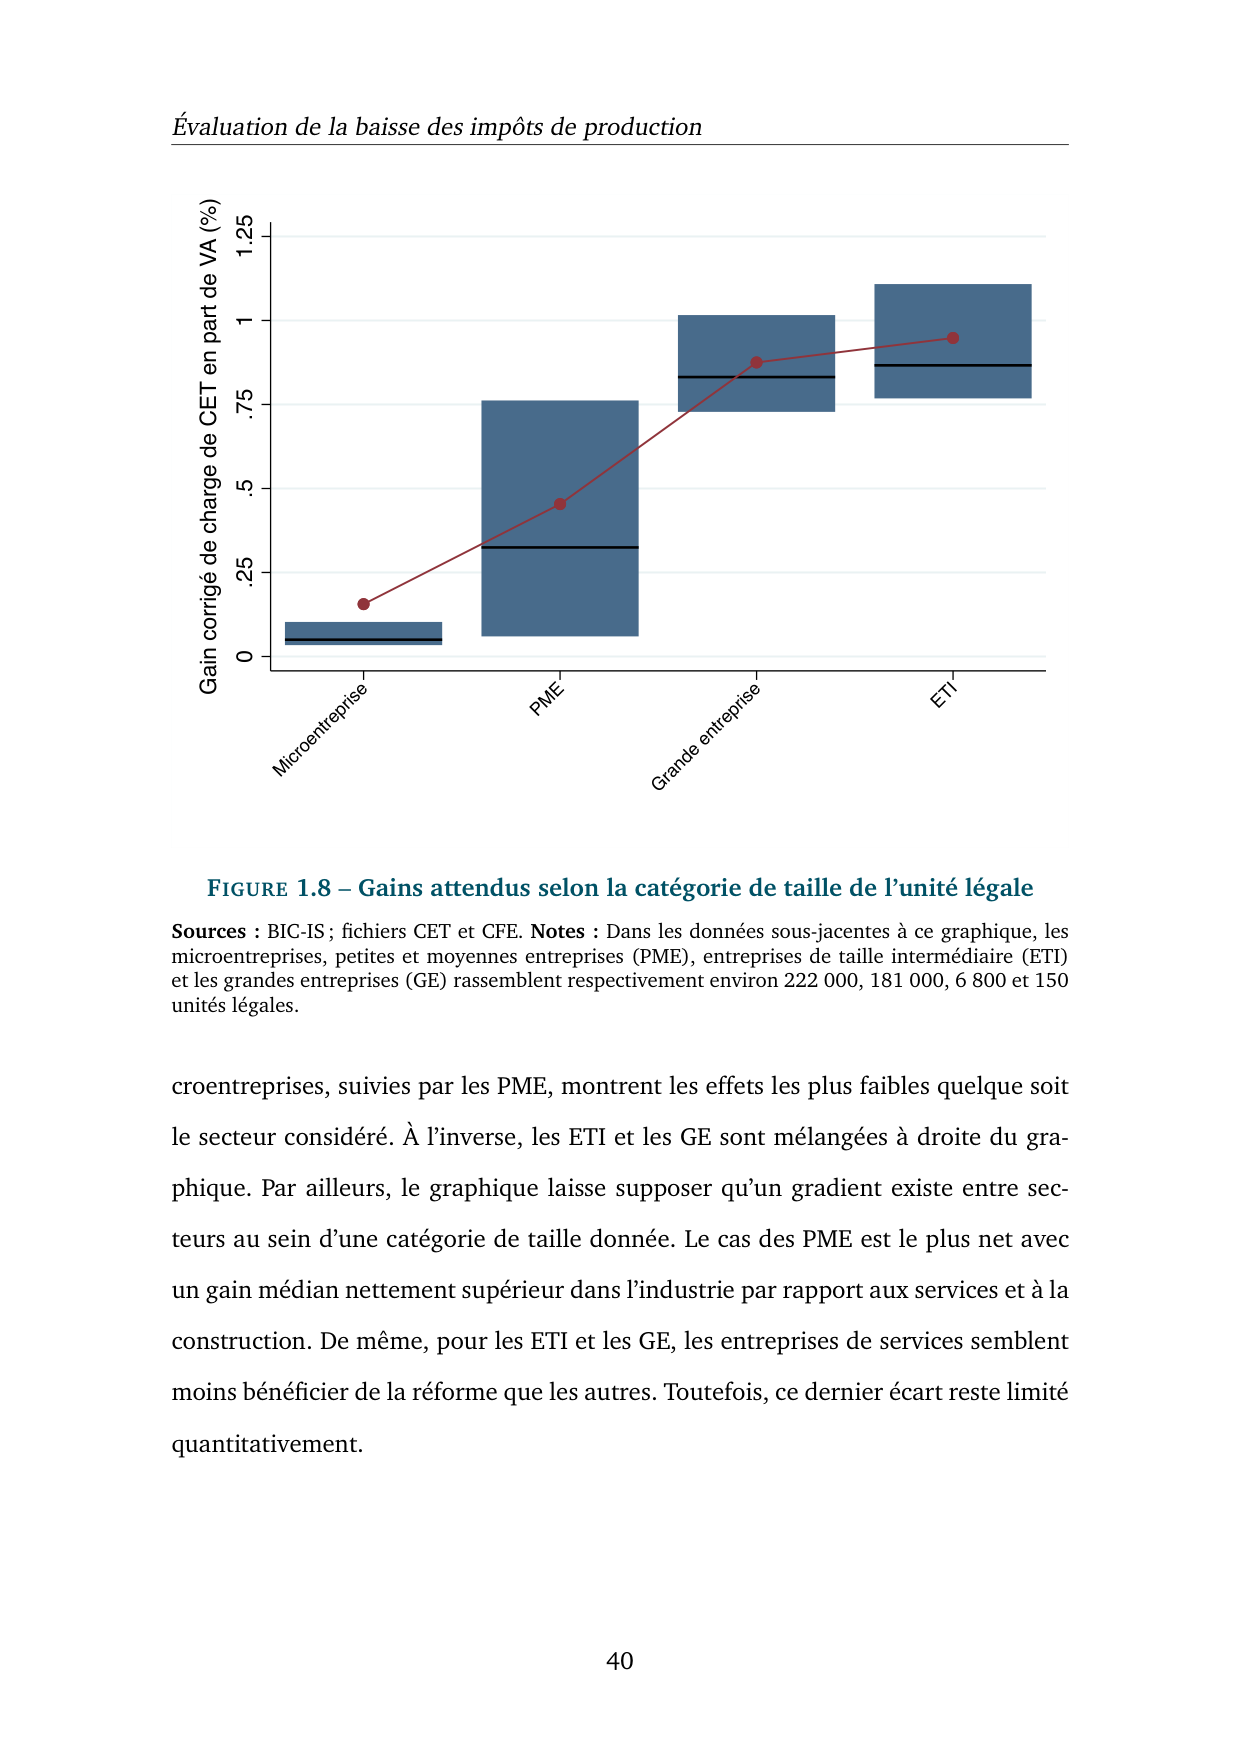 Évaluation de la baisse des impôts de production
Gain corrigé de charge de CET en part de VA (%)
1.25
1
.75
.5
.25
0
Microentreprise
PME
Grande entreprise
ETI
FIGURE 1.8 – Gains attendus selon la catégorie de taille de l’unité légale
Sources : BIC-IS ; fichiers CET et CFE. Notes : Dans les données sous-jacentes à ce graphique, les
microentreprises, petites et moyennes entreprises (PME), entreprises de taille intermédiaire (ETI)
et les grandes entreprises (GE) rassemblent respectivement environ 222 000, 181 000, 6 800 et 150
unités légales.
croentreprises, suivies par les PME, montrent les effets les plus faibles quelque soit
le secteur considéré. À l’inverse, les ETI et les GE sont mélangées à droite du gra-
phique. Par ailleurs, le graphique laisse supposer qu’un gradient existe entre sec-
teurs au sein d’une catégorie de taille donnée. Le cas des PME est le plus net avec
un gain médian nettement supérieur dans l’industrie par rapport aux services et à la
construction. De même, pour les ETI et les GE, les entreprises de services semblent
moins bénéficier de la réforme que les autres. Toutefois, ce dernier écart reste limité
quantitativement.
40